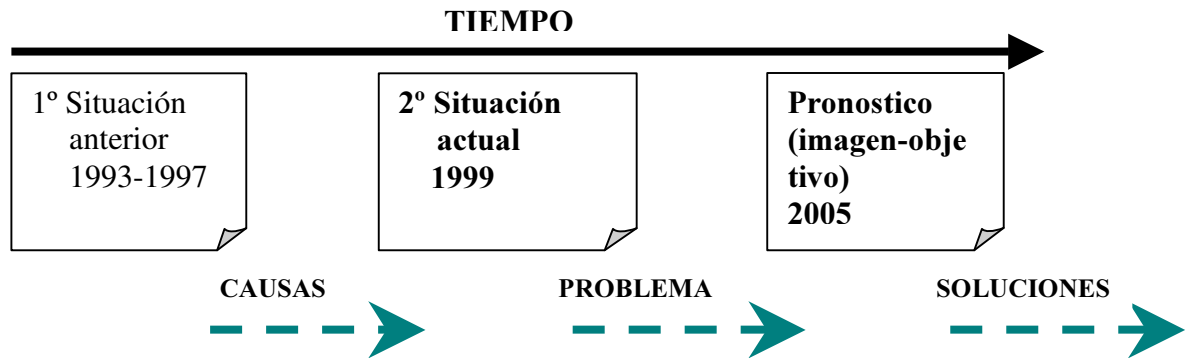 TIEMPO
1º Situación
anterior
1993-1997
2º Situación
actual
1999
Pronostico
(imagen-obje
tivo)
2005
CAUSAS
PROBLEMA
SOLUCIONES